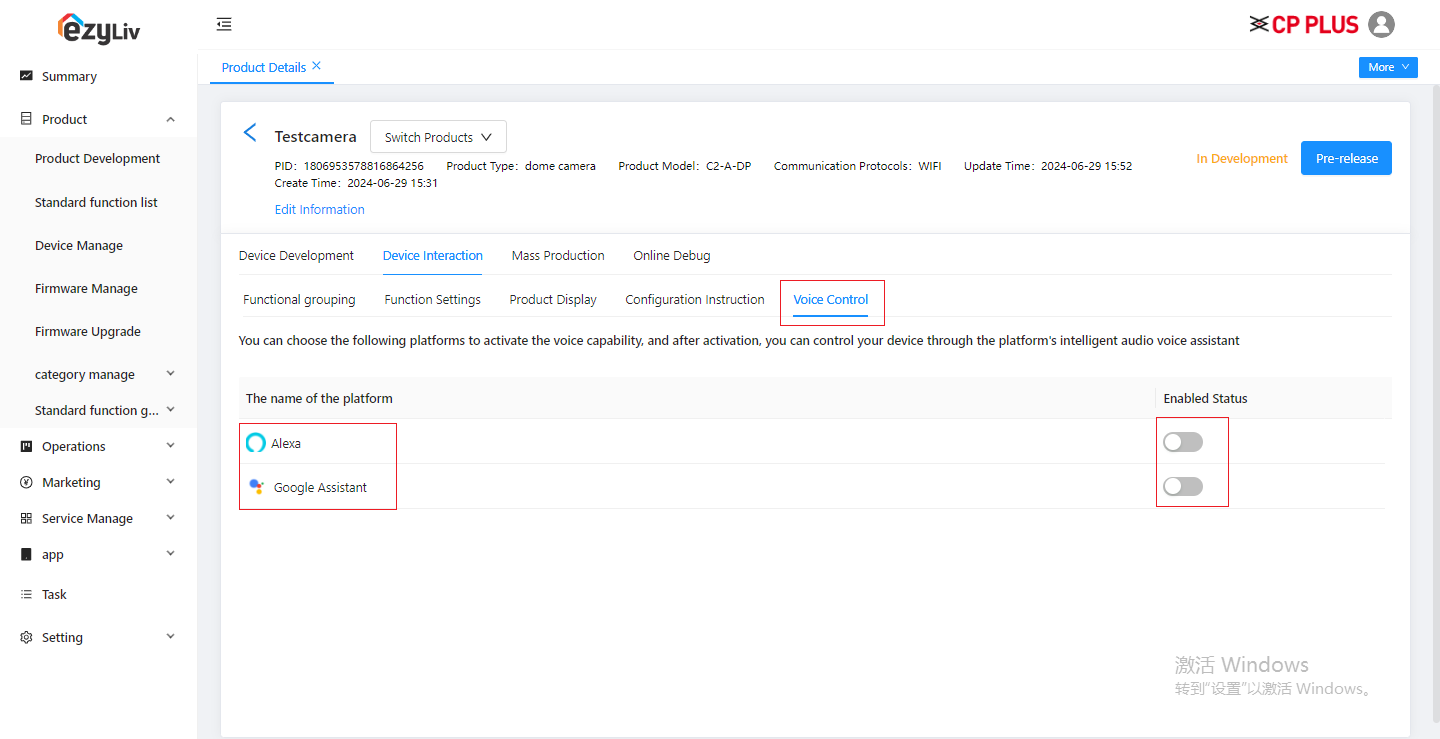 ezyLiv
CP PLUS
Summary
Product
Product Development
Standard function list
Device Manage
Firmware Manage
Firmware Upgrade
category manage
Standard function g...
Operations
Marketing
Service Manage
app
Task
Setting
Product Details
More
Testcamera
Switch Products
PID: 1806953578816864256 Product Type: dome camera Product Model: C2-A-DP Communication Protocols: WIFI Update Time: 2024-06-29 15:52
Create Time: 2024-06-29 15:31
In Development
Pre-release
Edit Information
Device Development Device Interaction Mass Production Online Debug
Functional grouping Function Settings Product Display Configuration Instruction Voice Control
You can choose the following platforms to activate the voice capability, and after activation, you can control your device through the platform's intelligent audio voice assistant
The name of the platform Enabled Status
Alexa
Google Assistant
激活 Windows
转到"设置"以激活 Windows。